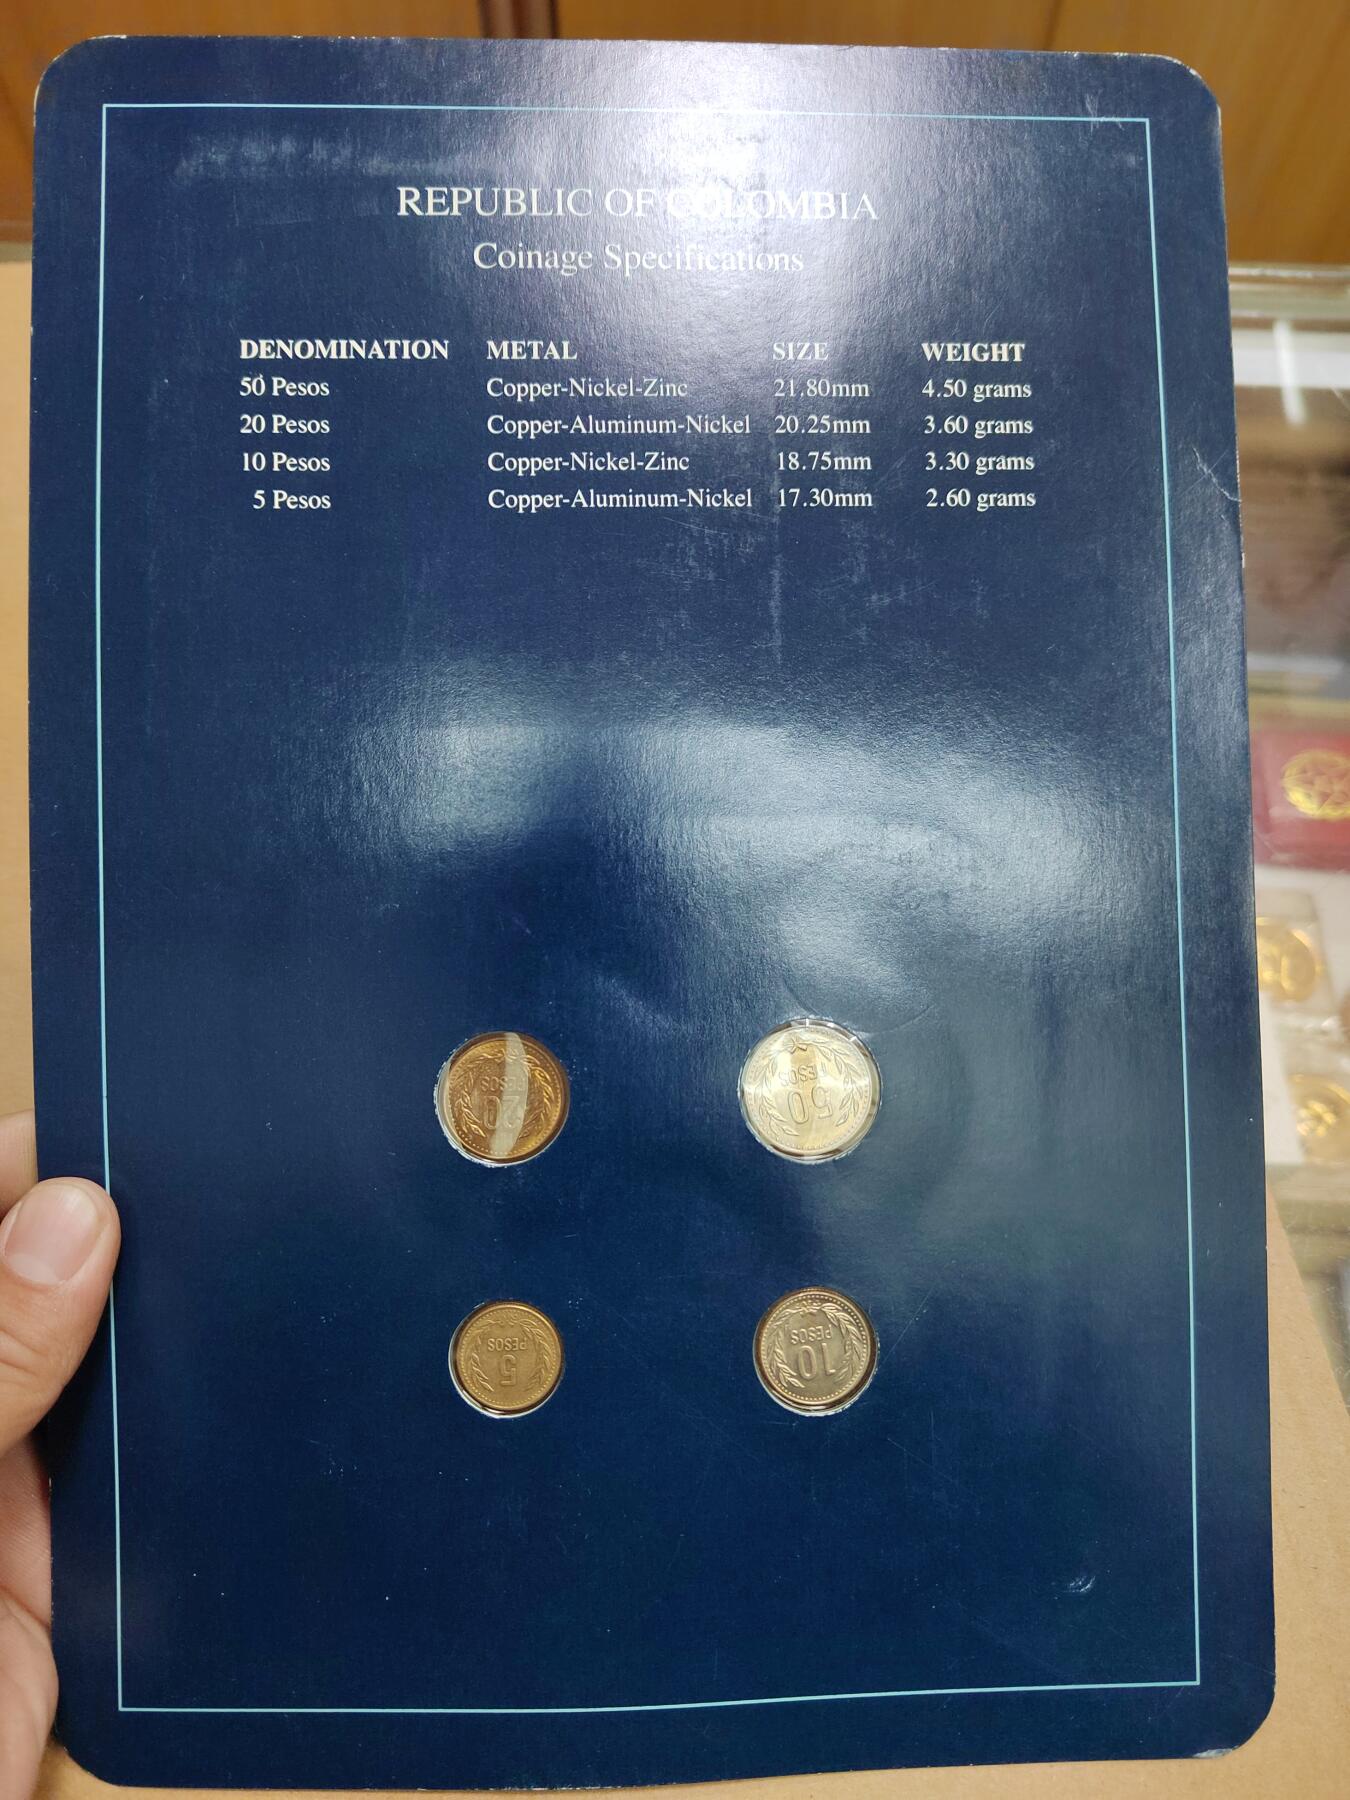 REPUBLIC OF COLOMBIA
Coinage Specifications
DENOMINATION METAL SIZE WEIGHT
50 Pesos Copper-Nickel-Zinc 21.80mm 4.50 grams
20 Pesos Copper-Aluminum-Nickel 20.25mm 3.60 grams
10 Pesos Copper-Nickel-Zinc 18.75mm 3.30 grams
5 Pesos Copper-Aluminum-Nickel 17.30mm 2.60 grams
20 PESOS
50 PESOS
5 PESOS
10 PESOS